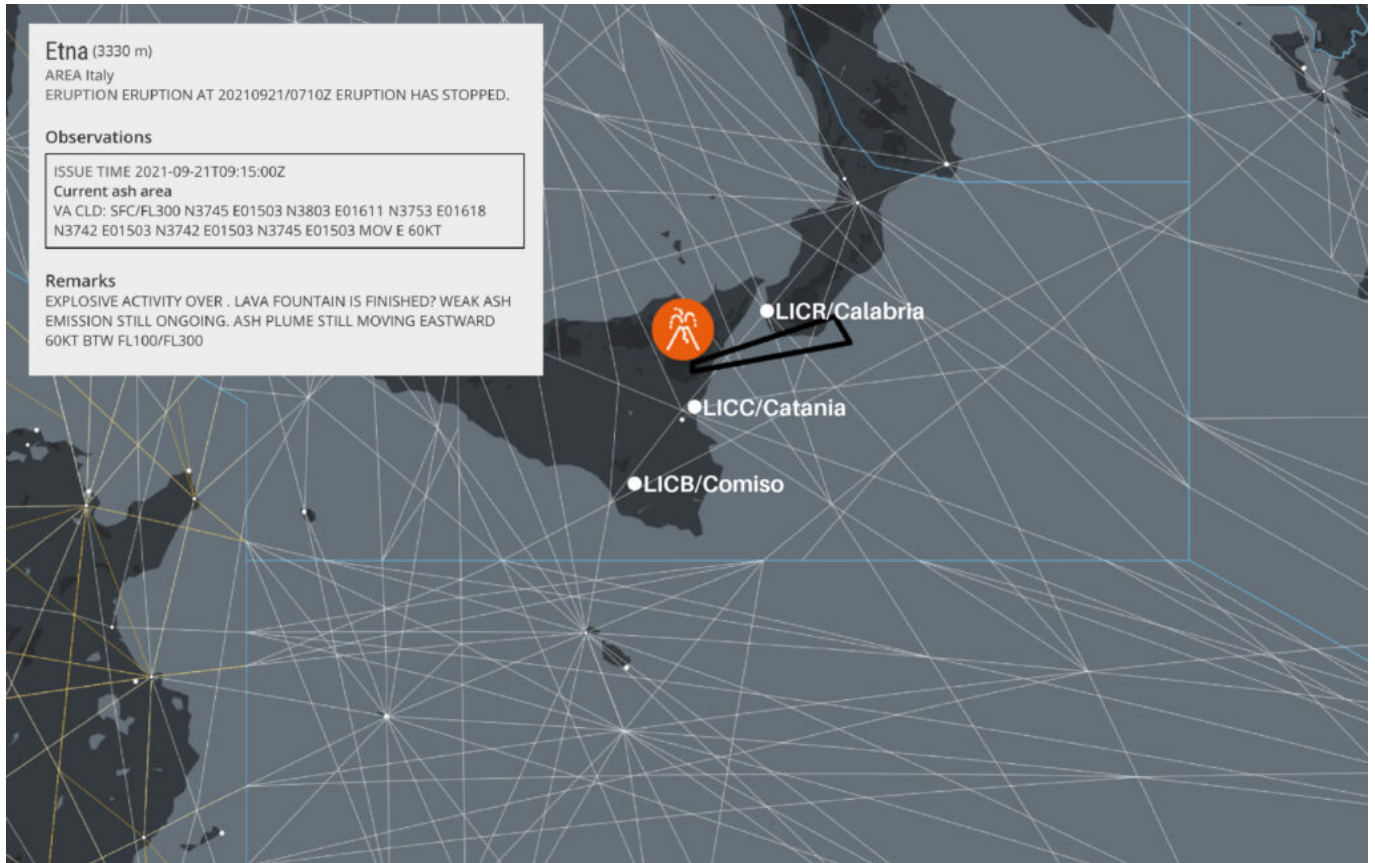 Etna (3330 m)
AREA Italy
ERUPTION ERUPTION AT 20210921/0710Z ERUPTION HAS STOPPED.
Observations
ISSUE TIME 2021-09-21T09:15:00Z
Current ash area
VA CLD: SFC/FL300 N3745 E01503 N3803 E01611 N3753 E01618
N3742 E01503 N3742 E01503 N3745 E01503 MOV E 60KT
Remarks
EXPLOSIVE ACTIVITY OVER . LAVA FOUNTAIN IS FINISHED? WEAK ASH
EMISSION STILL ONGOING. ASH PLUME STILL MOVING EASTWARD
60KT BTW FL100/FL300
LICR/Calabria
LICC/Catania
LICB/Comiso